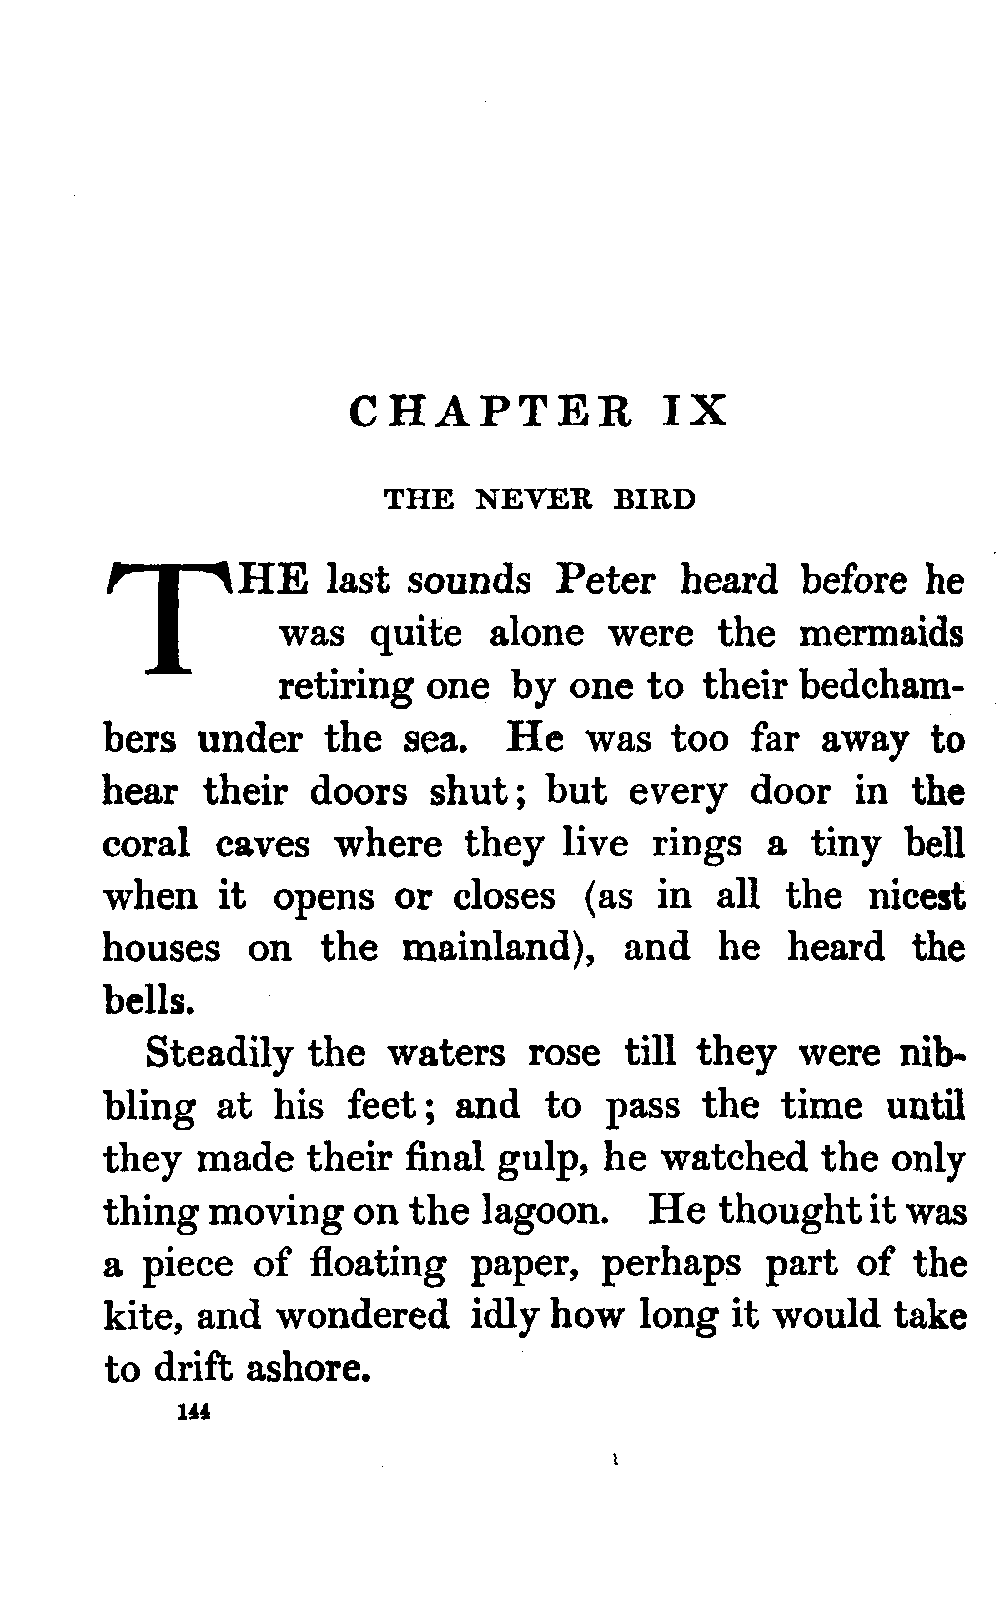 CHAPTER IX
THE NEVER BIRD
THE last sounds Peter heard before he
was quite alone were the mermaids
retiring one by one to their bedcham-
bers under the sea. He was too far away to
hear their doors shut; but every door in the
coral caves where they live rings a tiny bell
when it opens or closes (as in all the nicest
houses on the mainland), and he heard the
bells.
Steadily the waters rose till they were nib-
bling at his feet; and to pass the time until
they made their final gulp, he watched the only
thing moving on the lagoon. He thought it was
a piece of floating paper, perhaps part of the
kite, and wondered idly how long it would take
to drift ashore.
144